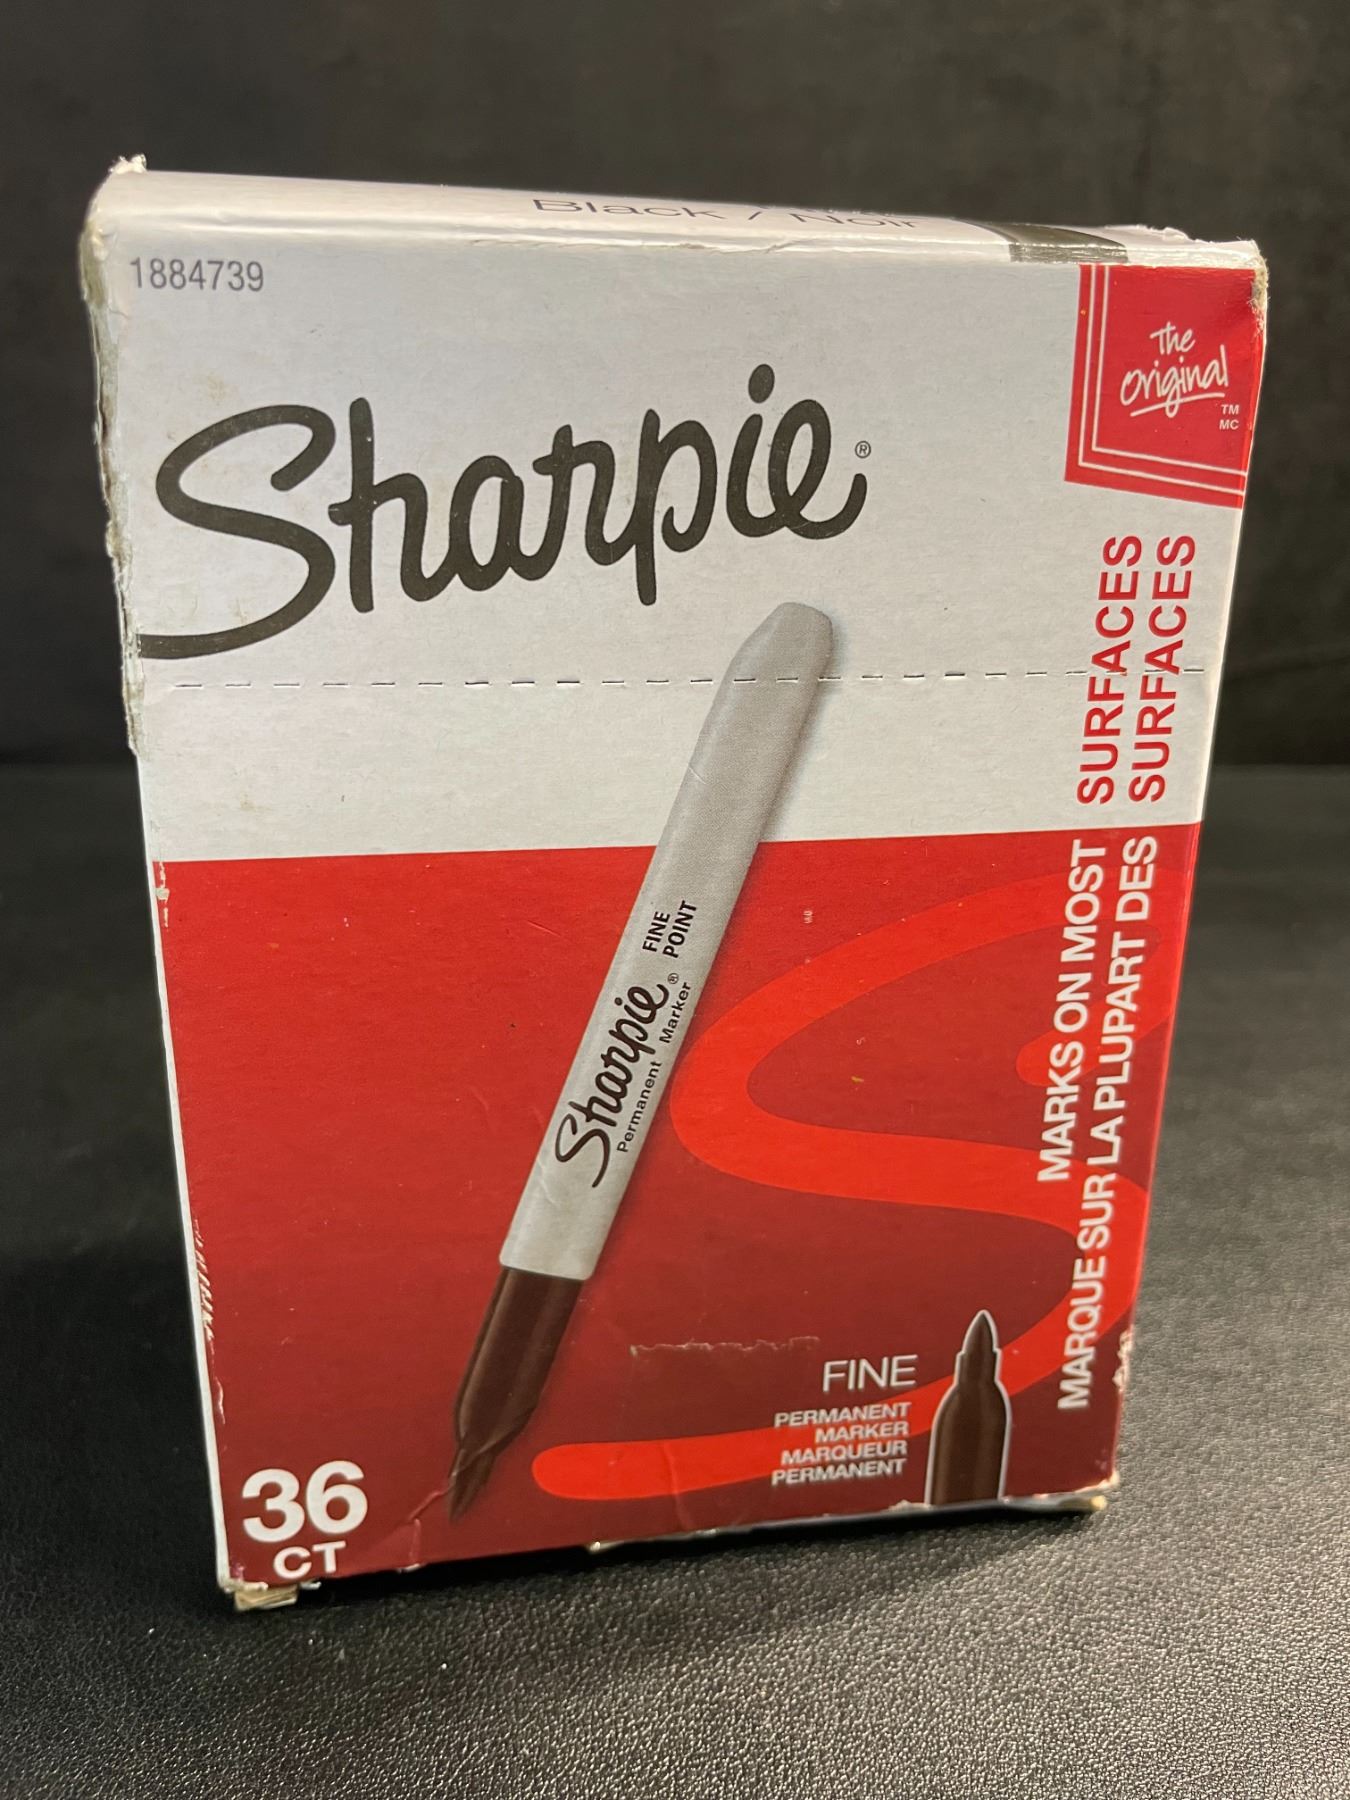 Black / Noir
1884739
The
Original
TM
MC
Sharpie®
SURFACES
SURFACES
MARKS ON MOST
MARQUE SUR LA PLUPART DES
FINE
POINT
Sharpie®
Permanent Marker
FINE
PERMANENT
MARKER
MARQUEUR
PERMANENT
36
CT